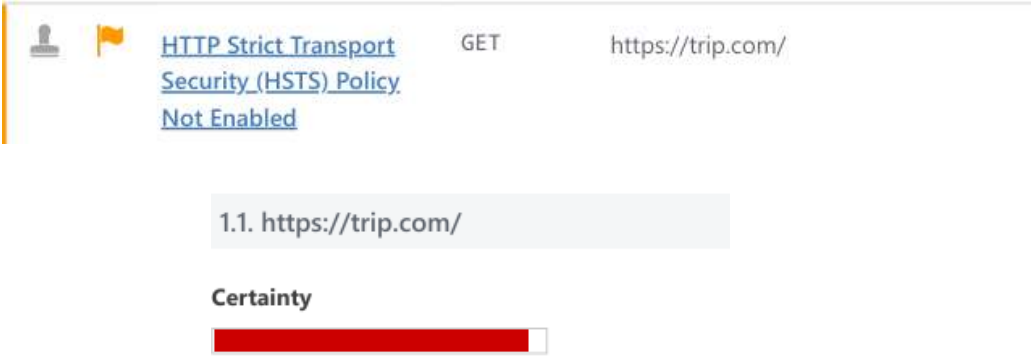 HTTP Strict Transport GET https://trip.com/
Security (HSTS) Policy
Not Enabled
1.1. https://trip.com/
Certainty